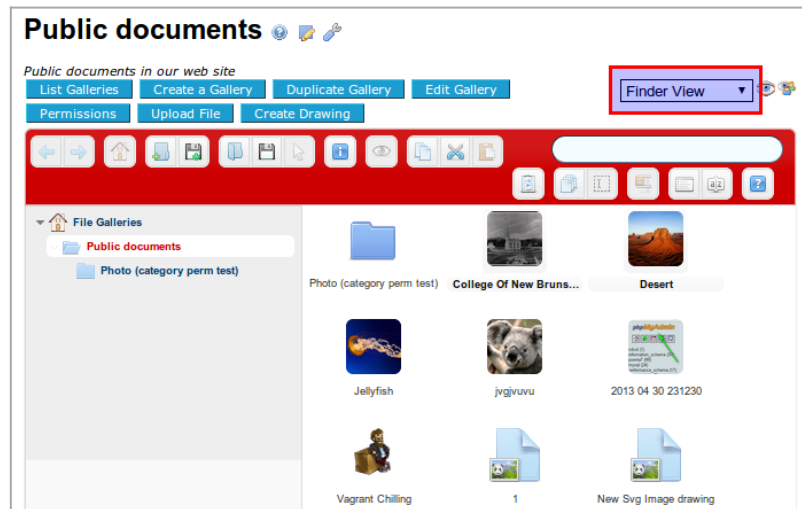 Public documents
Public documents in our web site
List Galleries Create a Gallery Duplicate Gallery Edit Gallery
Finder View
Permissions Upload File Create Drawing
File Galleries
Public documents
Photo (category perm test)
Photo (category perm test) College Of New Bruns... Desert
phpMyAdmin
Jellyfish jvgjvuvu 2013 04 30 231230
Vagrant Chilling 1 New Svg Image drawing